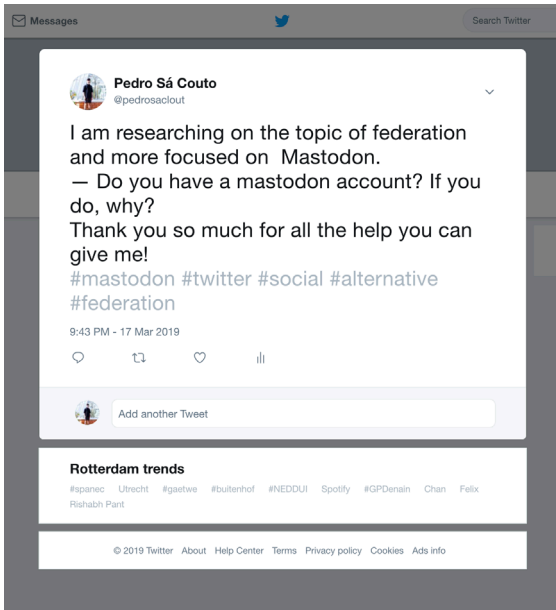 Messages
Search Twitter
Pedro Sá Couto
@pedrosaclout
I am researching on the topic of federation
and more focused on  Mastodon.
— Do you have a mastodon account? If you
do, why?
Thank you so much for all the help you can
give me!
#mastodon #twitter #social #alternative
#federation
9:43 PM - 17 Mar 2019
Add another Tweet
Rotterdam trends
#spanec Utrecht #gaetwe #buitenhof #NEDDUI Spotify #GPDenain Chan Felix
Rishabh Pant
© 2019 Twitter About Help Center Terms Privacy policy Cookies Ads info